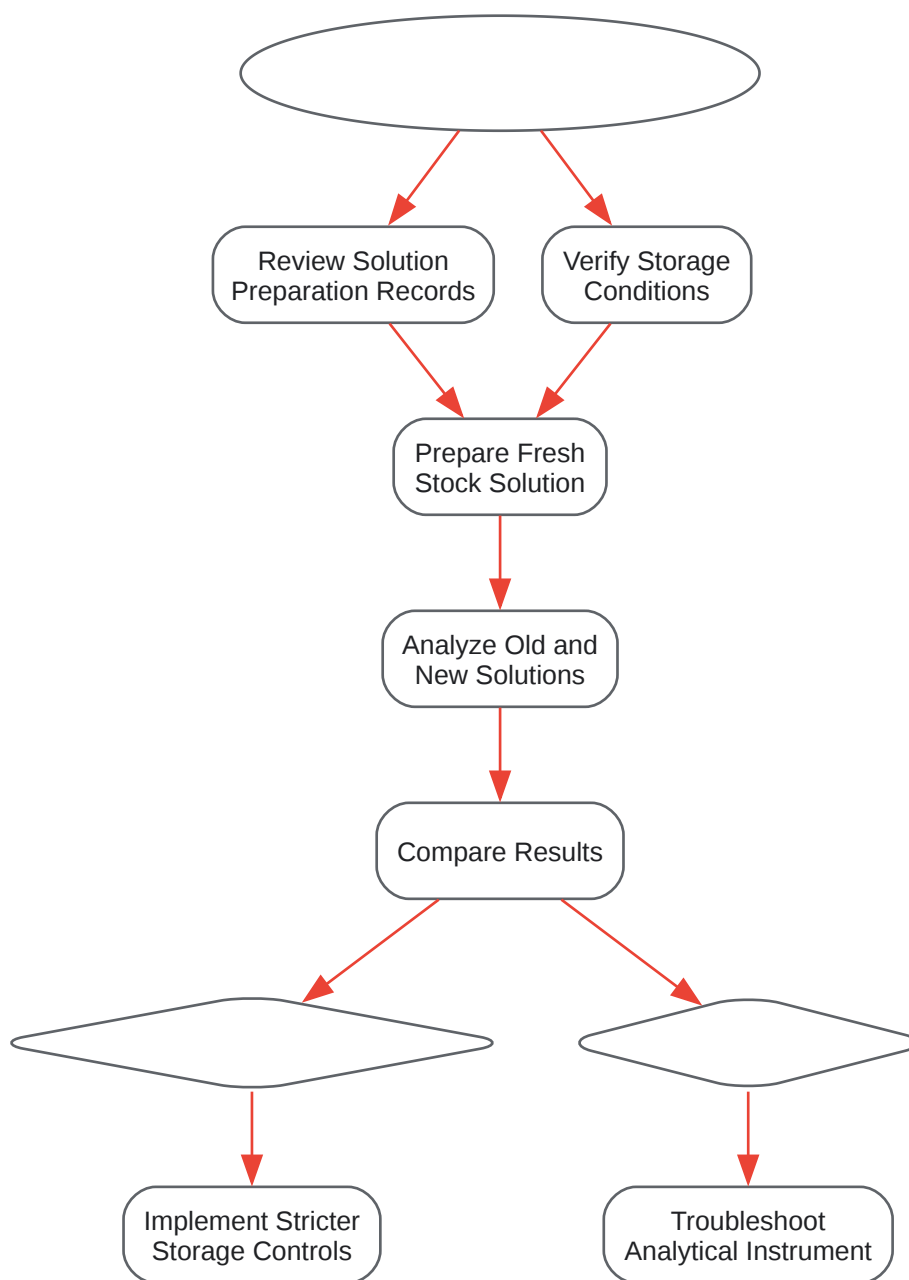 Review Solution
Preparation Records
Verify Storage
Conditions
Prepare Fresh
Stock Solution
Analyze Old and
New Solutions
Compare Results
Implement Stricter
Storage Controls
Troubleshoot
Analytical Instrument